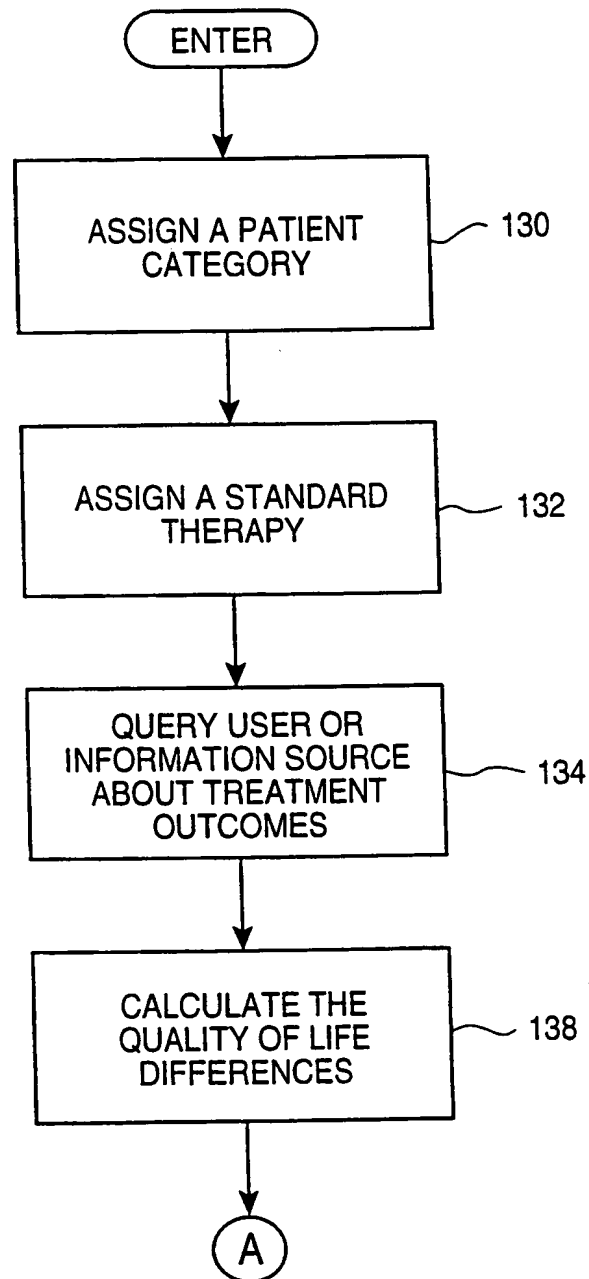 ENTER
ASSIGN A PATIENT
CATEGORY
130
ASSIGN A STANDARD
THERAPY
132
QUERY USER OR
INFORMATION SOURCE
ABOUT TREATMENT
OUTCOMES
134
CALCULATE THE
QUALITY OF LIFE
DIFFERENCES
138
A